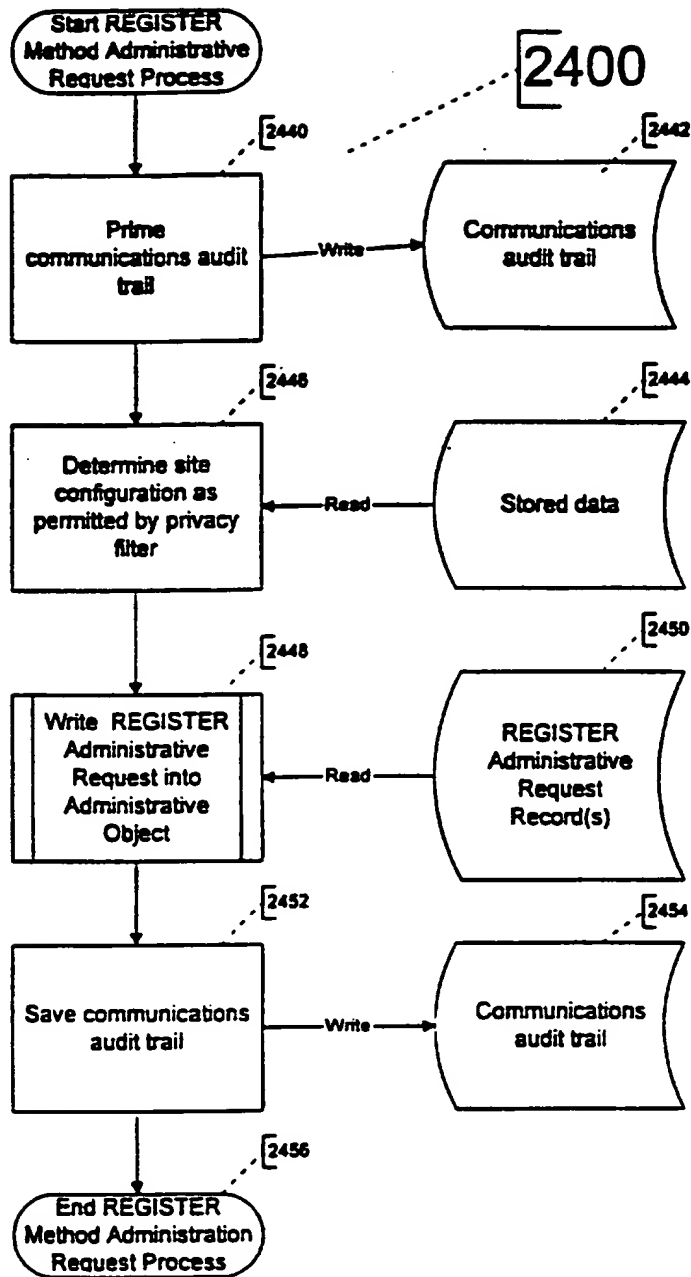 Start REGISTER
Method Administrative
Request Process
2400
2440
2442
Prime
communications audit
trail
Write
Communications
audit trail
2446
2444
Determine site
configuration as
permitted by privacy
filter
Read
Stored data
2448
2450
Write REGISTER
Administrative
Request into
Administrative
Object
Read
REGISTER
Administrative
Request
Record(s)
2452
2454
Save communications
audit trail
Write
Communications
audit trail
2456
End REGISTER
Method Administration
Request Process